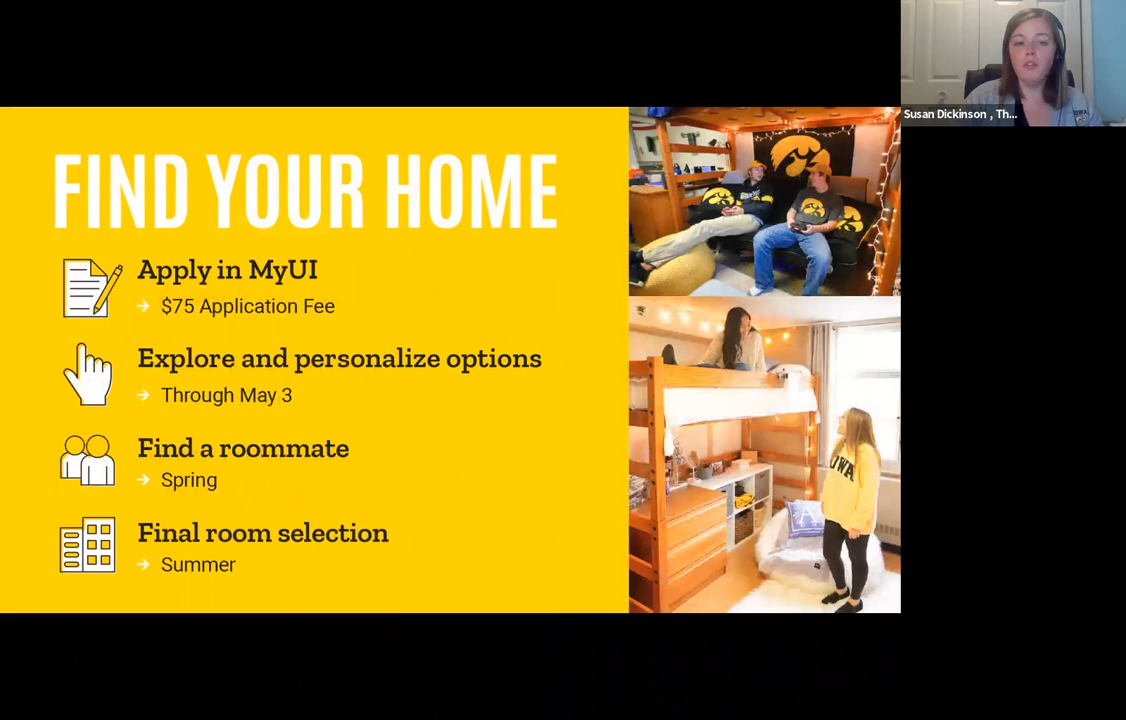 Susan Dickinson , Th...
FIND YOUR HOME
Apply in MyUI
$75 Application Fee
Explore and personalize options
Through May 3
Find a roommate
Spring
Final room selection
Summer
IOWA
A